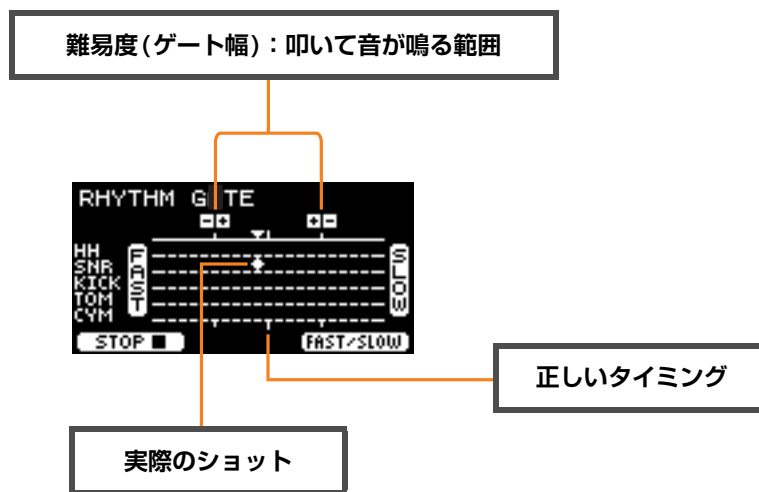 難易度(ゲート幅)：叩いて音が鳴る範囲
RHYTHM G TE
HH
SNR
KICK
TOM
CYM
FAST
SLOW
STOP
FAST/SLOW
正しいタイミング
実際のショット